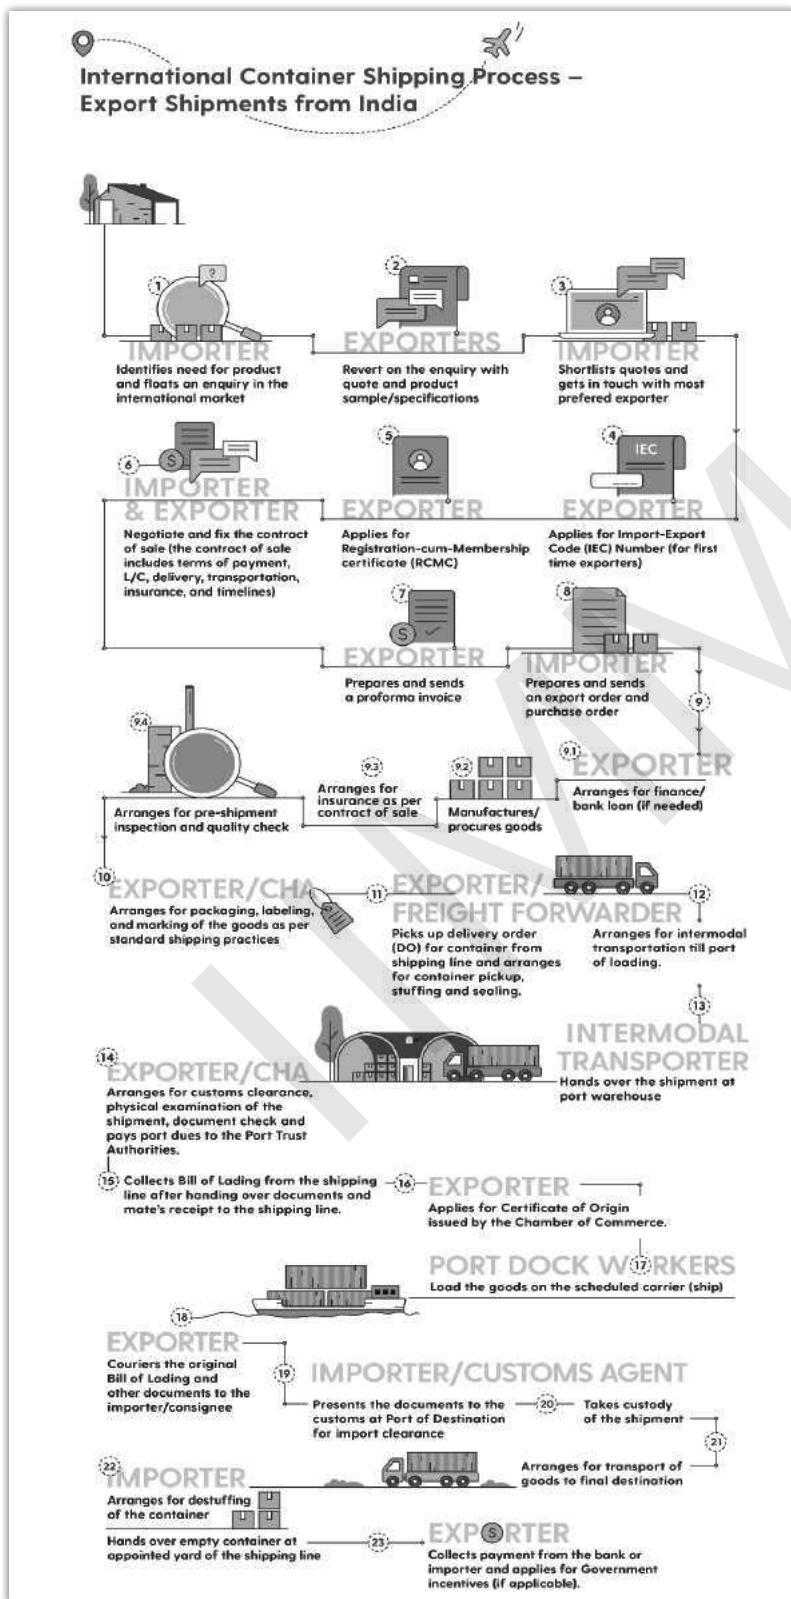 International Container Shipping Process –
Export Shipments from India
?
1
IMPORTER
Identifies need for product
and floats an enquiry in the
international market
2
EXPORTERS
Revert on the enquiry with
quote and product
sample/specifications
3
IMPORTER
Shortlists quotes and
gets in touch with most
prefered exporter
4
IEC
EXPORTER
Applies for Import-Export
Code (IEC) Number (for first
time exporters)
5
EXPORTER
Applies for
Registration-cum-Membership
certificate (RCMC)
6
S
IMPORTER
& EXPORTER
Negotiate and fix the contract
of sale (the contract of sale
includes terms of payment,
L/C, delivery, transportation,
insurance, and timelines)
7
S
EXPORTER
Prepares and sends
a proforma invoice
8
IMPORTER
Prepares and sends
an export order and
purchase order
9
9.1
EXPORTER
Arranges for finance/
bank loan (if needed)
9.2
Manufactures/
procures goods
9.3
Arranges for
insurance as per
contract of sale
9.4
Arranges for pre-shipment
inspection and quality check
10
EXPORTER/CHA
Arranges for packaging, labeling,
and marking of the goods as per
standard shipping practices
11
EXPORTER/
FREIGHT FORWARDER
Picks up delivery order
(DO) for container from
shipping line and arranges
for container pickup,
stuffing and sealing.
12
Arranges for intermodal
transportation till port
of loading.
13
INTERMODAL
TRANSPORTER
Hands over the shipment at
port warehouse
14
EXPORTER/CHA
Arranges for customs clearance,
physical examination of the
shipment, document check and
pays port dues to the Port Trust
Authorities.
15 Collects Bill of Lading from the shipping
line after handing over documents and
mate's receipt to the shipping line.
16
EXPORTER
Applies for Certificate of Origin
issued by the Chamber of Commerce.
PORT DOCK WORKERS
17
Load the goods on the scheduled carrier (ship)
18
EXPORTER
Couriers the original
Bill of Lading and
other documents to the
importer/consignee
19
IMPORTER/CUSTOMS AGENT
Presents the documents to the
customs at Port of Destination
for import clearance
20
Takes custody
of the shipment
21
Arranges for transport of
goods to final destination
22
IMPORTER
Arranges for destuffing
of the container
Hands over empty container at
appointed yard of the shipping line
23
EXPSRTER
Collects payment from the bank or
importer and applies for Government
incentives (if applicable).